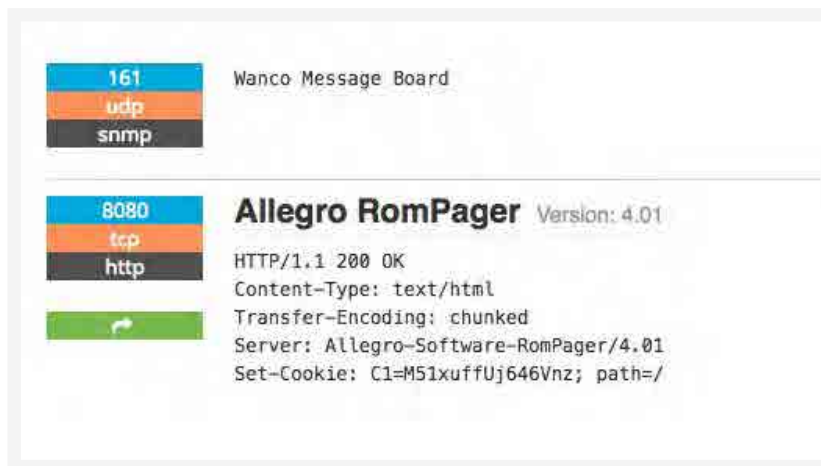 161
udp
snmp
Wanco Message Board
8080
tcp
http
Allegro RomPager Version: 4.01
HTTP/1.1 200 OK
Content-Type: text/html
Transfer-Encoding: chunked
Server: Allegro-Software-RomPager/4.01
Set-Cookie: C1=M51xuffUj646Vnz; path=/